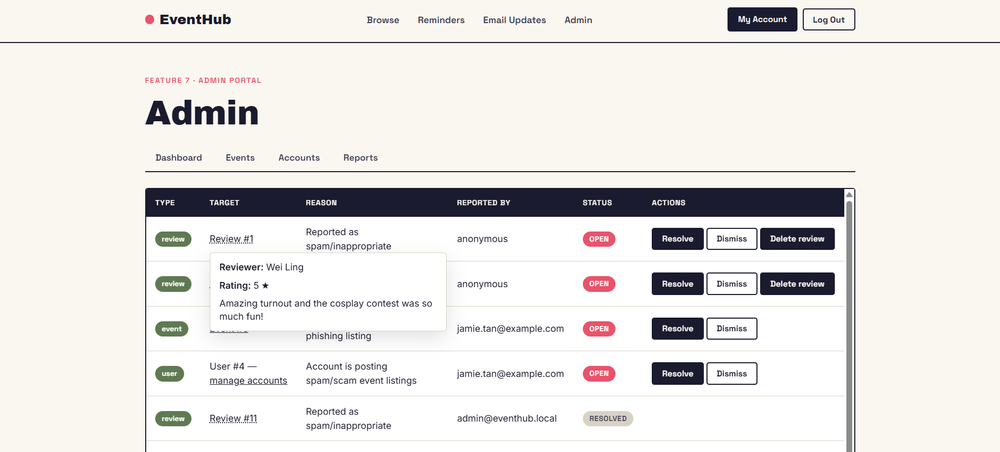 EventHub
Browse
Reminders
Email Updates
Admin
My Account
Log Out
FEATURE 7 · ADMIN PORTAL
Admin
Dashboard
Events
Accounts
Reports
TYPE
TARGET
REASON
REPORTED BY
STATUS
ACTIONS
review
Review #1
Reported as
spam/inappropriate
anonymous
OPEN
Resolve
Dismiss
Delete review
Reviewer: Wei Ling
Rating: 5 ★
Amazing turnout and the cosplay contest was so
much fun!
review
anonymous
OPEN
Resolve
Dismiss
Delete review
event
phishing listing
jamie.tan@example.com
OPEN
Resolve
Dismiss
user
User #4 —
manage accounts
Account is posting
spam/scam event listings
jamie.tan@example.com
OPEN
Resolve
Dismiss
review
Review #11
Reported as
spam/inappropriate
admin@eventhub.local
RESOLVED